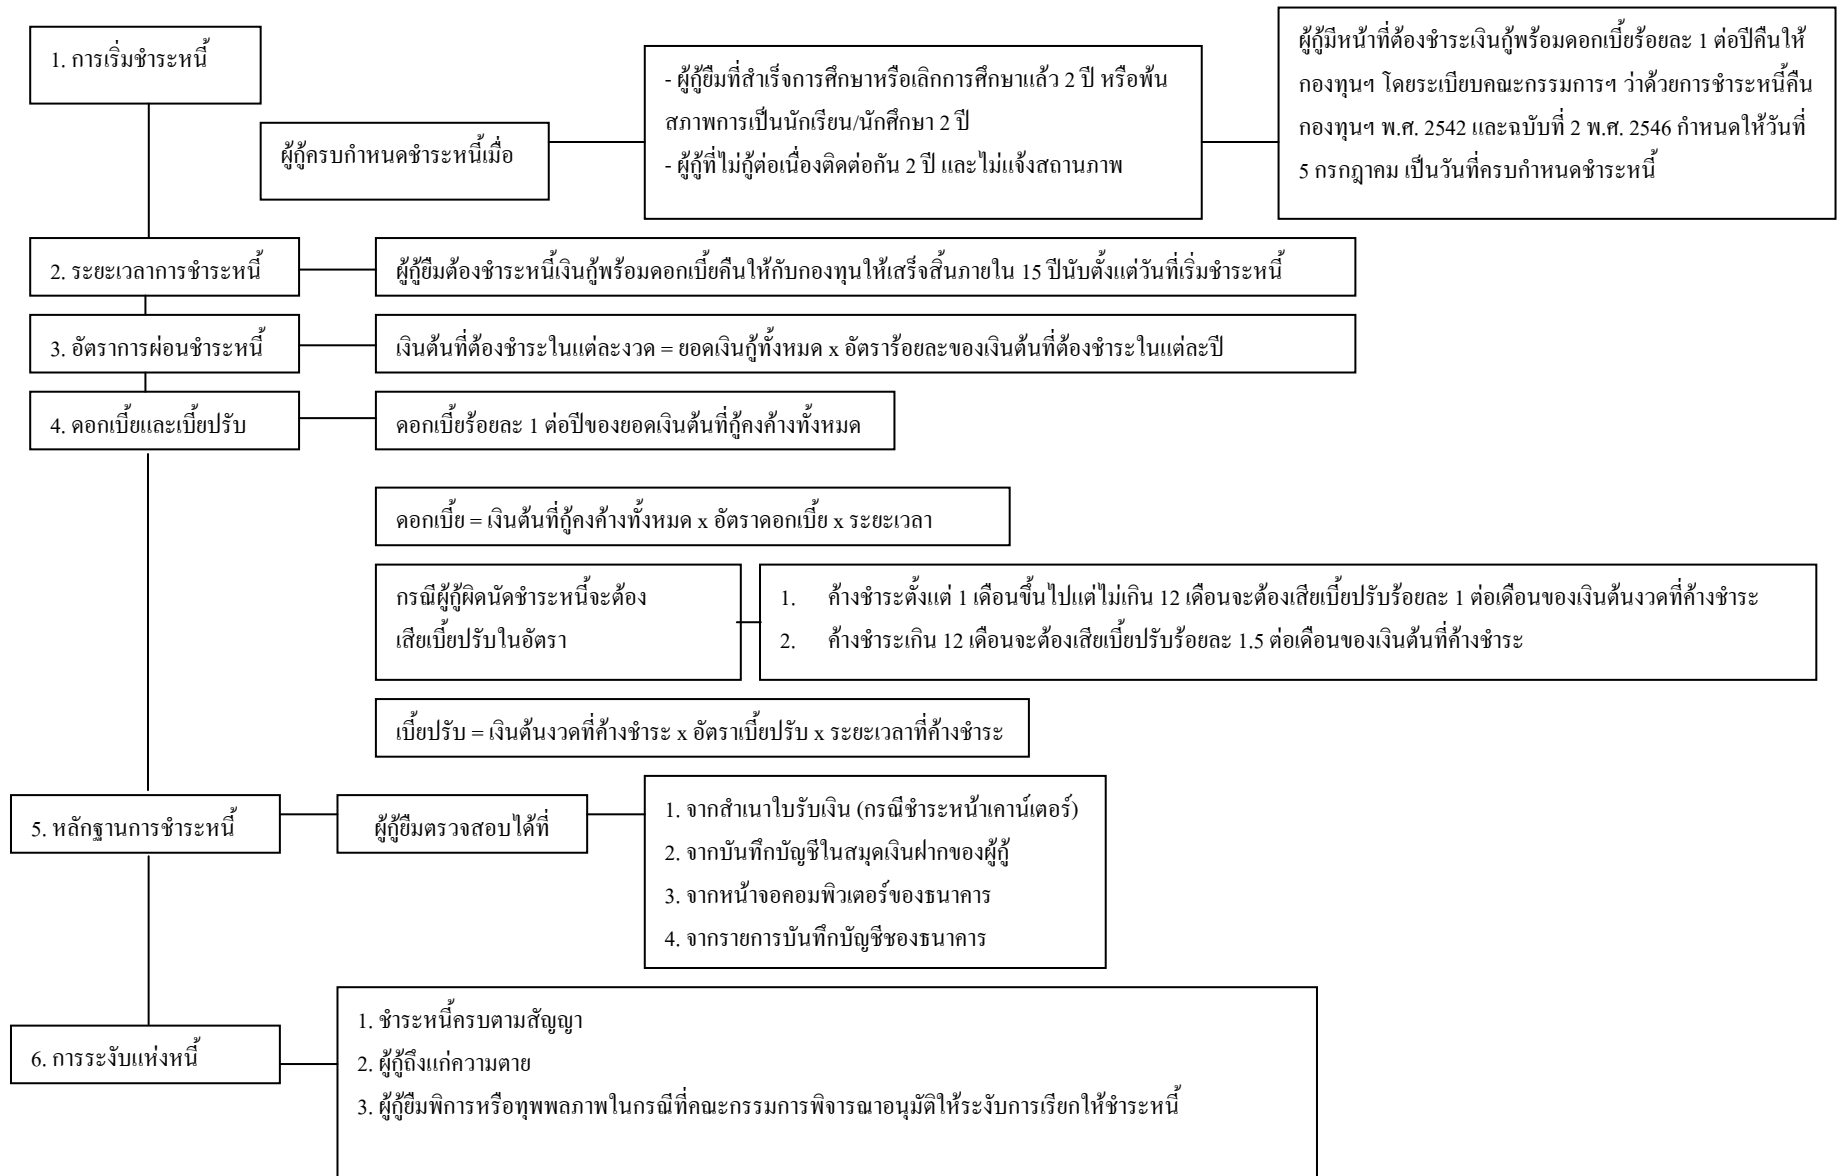 1. การเริ่มชำระหนี้
ผู้กู้ครบกำหนดชำระหนี้เมื่อ
- ผู้กู้ยืมที่สำเร็จการศึกษาหรือเลิกการศึกษาแล้ว 2 ปี หรือพ้น
สภาพการเป็นนักเรียน/นักศึกษา 2 ปี
- ผู้กู้ที่ไม่กู้ต่อเนื่องติดต่อกัน 2 ปี และไม่แจ้งสถานภาพ
ผู้กู้มีหน้าที่ต้องชำระเงินกู้พร้อมดอกเบี้ยร้อยละ 1 ต่อปีคืนให้
กองทุนฯ โดยระเบียบคณะกรรมการฯ ว่าด้วยการชำระหนี้คืน
กองทุนฯ พ.ศ. 2542 และฉบับที่ 2 พ.ศ. 2546 กำหนดให้วันที่
5 กรกฎาคม เป็นวันที่ครบกำหนดชำระหนี้
2. ระยะเวลาการชำระหนี้
ผู้กู้ยืมต้องชำระหนี้เงินกู้พร้อมดอกเบี้ยคืนให้กับกองทุนให้เสร็จสิ้นภายใน 15 ปีนับตั้งแต่วันที่เริ่มชำระหนี้
3. อัตราการผ่อนชำระหนี้
เงินต้นที่ต้องชำระในแต่ละงวด = ยอดเงินกู้ทั้งหมด x อัตราร้อยละของเงินต้นที่ต้องชำระในแต่ละปี
4. ดอกเบี้ยและเบี้ยปรับ
ดอกเบี้ยร้อยละ 1 ต่อปีของยอดเงินต้นที่กู้คงค้างทั้งหมด
ดอกเบี้ย = เงินต้นที่กู้คงค้างทั้งหมด x อัตราดอกเบี้ย x ระยะเวลา
กรณีผู้กู้ผิดนัดชำระหนี้จะต้อง
เสียเบี้ยปรับในอัตรา
1. ค้างชำระตั้งแต่ 1 เดือนขึ้นไปแต่ไม่เกิน 12 เดือนจะต้องเสียเบี้ยปรับร้อยละ 1 ต่อเดือนของเงินต้นงวดที่ค้างชำระ
2. ค้างชำระเกิน 12 เดือนจะต้องเสียเบี้ยปรับร้อยละ 1.5 ต่อเดือนของเงินต้นที่ค้างชำระ
เบี้ยปรับ = เงินต้นงวดที่ค้างชำระ x อัตราเบี้ยปรับ x ระยะเวลาที่ค้างชำระ
5. หลักฐานการชำระหนี้
ผู้กู้ยืมตรวจสอบได้ที่
1. จากสำเนาใบรับเงิน (กรณีชำระหน้าเคาน์เตอร์)
2. จากบันทึกบัญชีในสมุดเงินฝากของผู้กู้
3. จากหน้าจอคอมพิวเตอร์ของธนาคาร
4. จากรายการบันทึกบัญชีชองธนาคาร
6. การระงับแห่งหนี้
1. ชำระหนี้ครบตามสัญญา
2. ผู้กู้ถึงแก่ความตาย
3. ผู้กู้ยืมพิการหรือทุพพลภาพในกรณีที่คณะกรรมการพิจารณาอนุมัติให้ระงับการเรียกให้ชำระหนี้